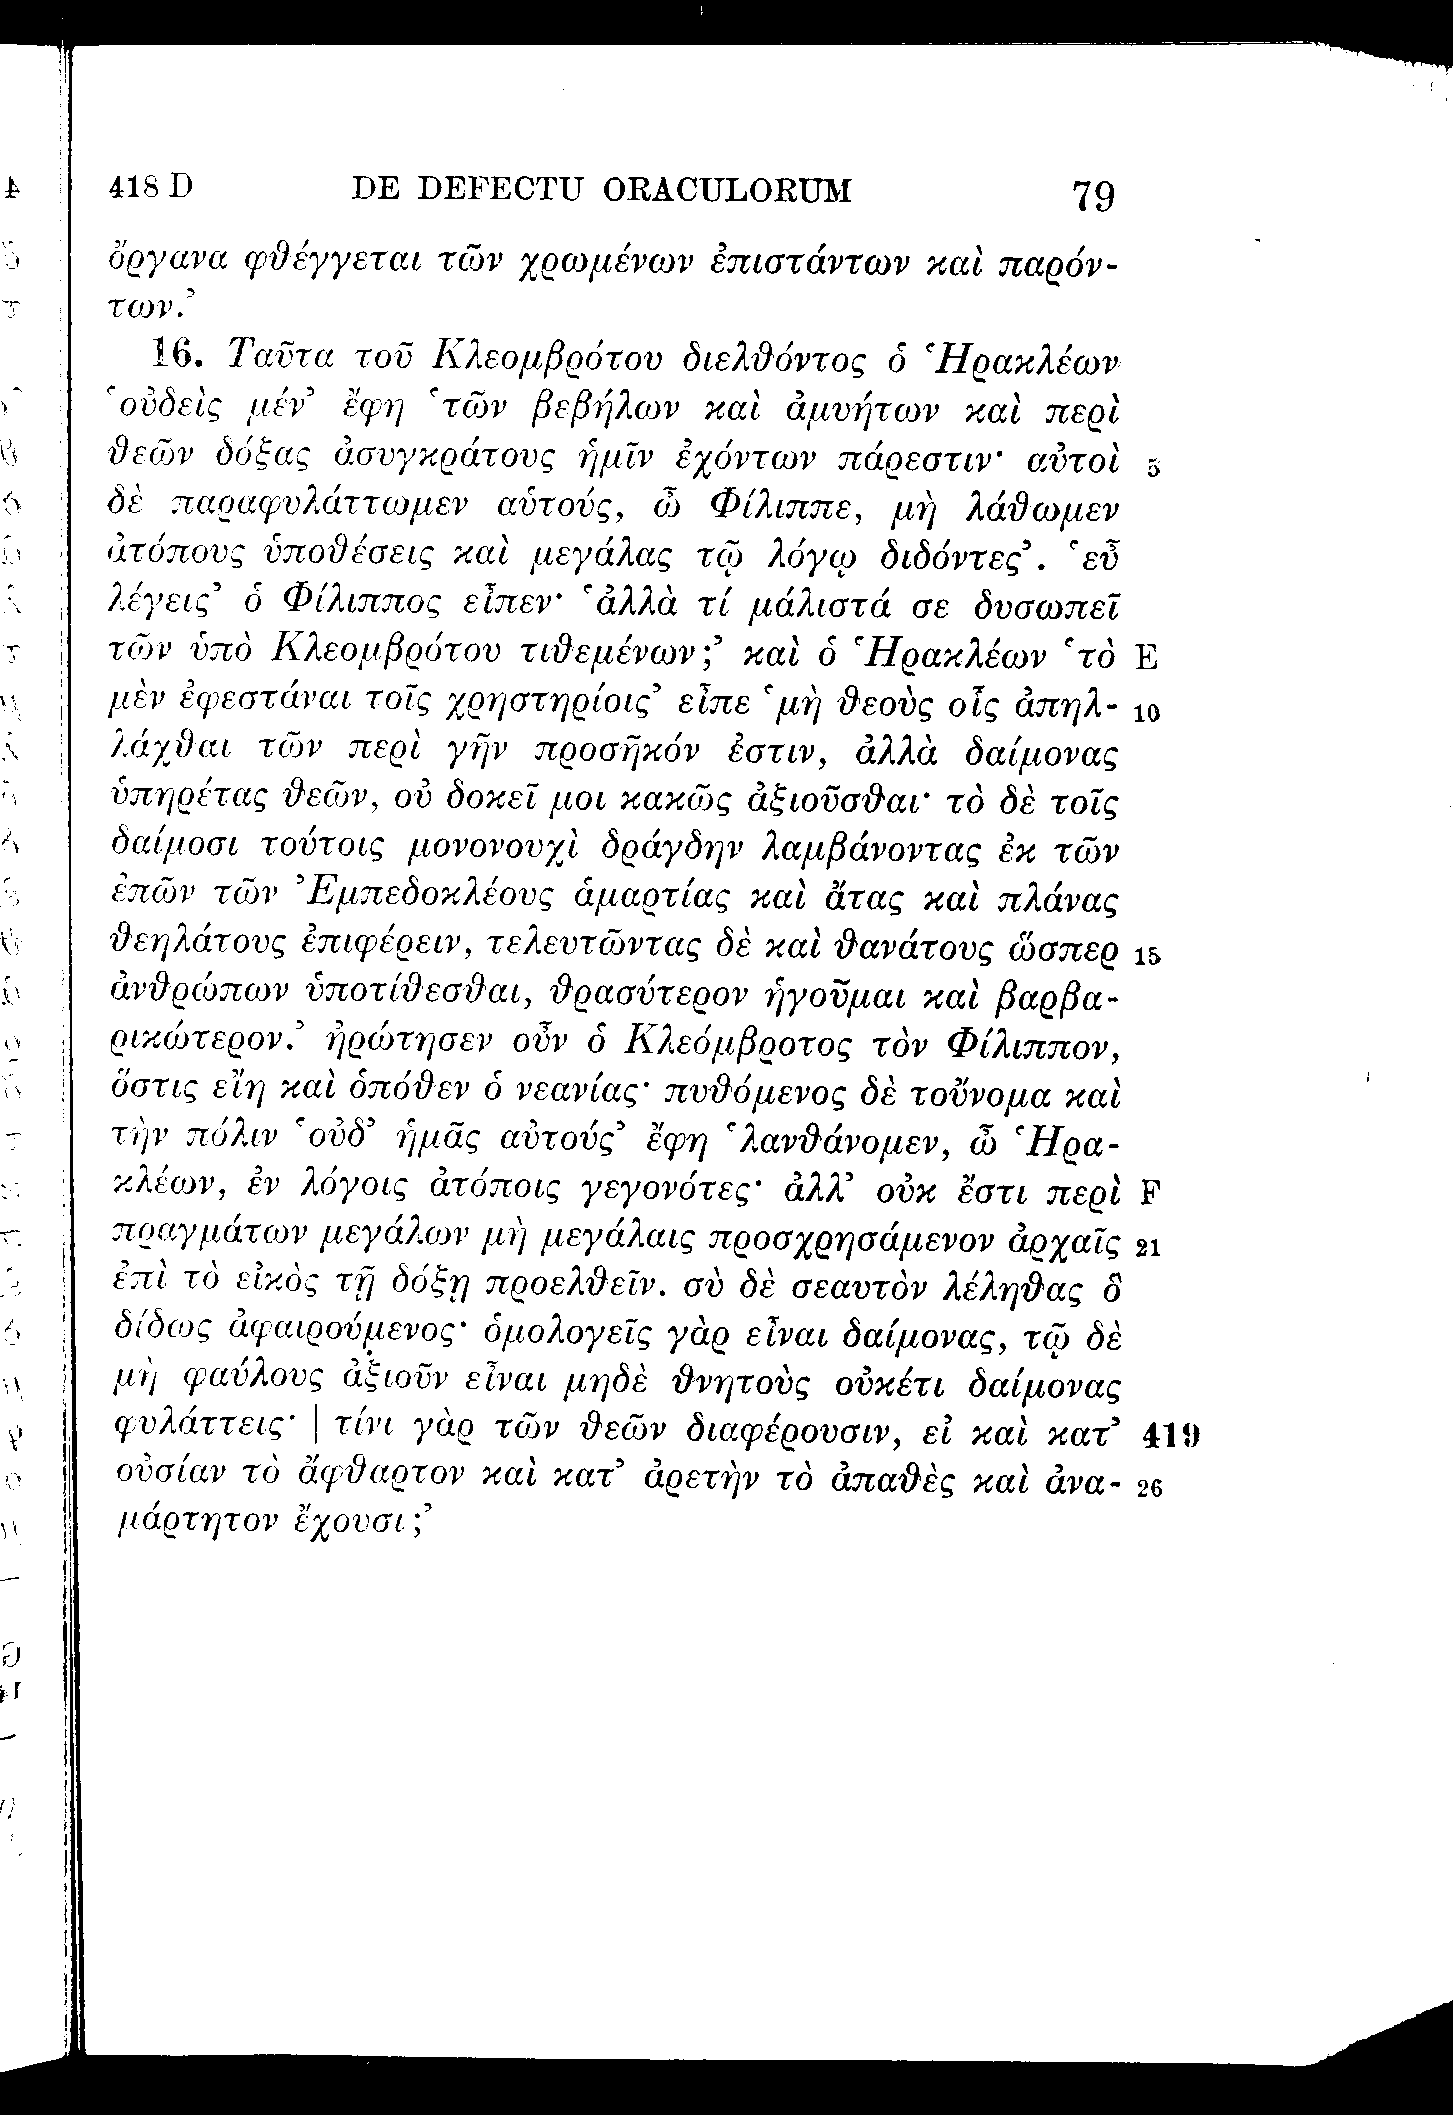 418 D DE DEFECTU ORACULORUM 79
ὄργανα φθέγγεται τῶν χρωμένων ἐπιστάντων καὶ παρόν-
των.’
16. Ταῦτα τοῦ Κλεομβρότου διελθόντος ὁ Ἡρακλέων
‘οὐδεὶς μέν’ ἔφη ‘τῶν βεβήλων καὶ ἀμυήτων καὶ περὶ
θεῶν δόξας ἀσυγκράτους ἡμῖν ἐχόντων πάρεστιν· αὐτοὶ 5
δὲ παραφυλάττωμεν αὑτούς, ὦ Φίλιππε, μὴ λάθωμεν
ἀτόπους ὑποθέσεις καὶ μεγάλας τῷ λόγῳ διδόντες’. ‘εὖ
λέγεις’ ὁ Φίλιππος εἶπεν· ‘ἀλλὰ τί μάλιστά σε δυσωπεῖ
τῶν ὑπὸ Κλεομβρότου τιθεμένων;’ καὶ ὁ Ἡρακλέων ‘τὸ E
μὲν ἐφεστάναι τοῖς χρηστηρίοις’ εἶπε ‘μὴ θεοὺς οἷς ἀπηλ- 10
λάχθαι τῶν περὶ γῆν προσῆκόν ἐστιν, ἀλλὰ δαίμονας
ὑπηρέτας θεῶν, οὐ δοκεῖ μοι κακῶς ἀξιοῦσθαι· τὸ δὲ τοῖς
δαίμοσι τούτοις μονονουχὶ δράγδην λαμβάνοντας ἐκ τῶν
ἐπῶν τῶν Ἐμπεδοκλέους ἁμαρτίας καὶ ἄτας καὶ πλάνας
θεηλάτους ἐπιφέρειν, τελευτῶντας δὲ καὶ θανάτους ὥσπερ 15
ἀνθρώπων ὑποτίθεσθαι, θρασύτερον ἡγοῦμαι καὶ βαρβα-
ρικώτερον.’ ἠρώτησεν οὖν ὁ Κλεόμβροτος τὸν Φίλιππον,
ὅστις εἴη καὶ ὁπόθεν ὁ νεανίας· πυθόμενος δὲ τοὔνομα καὶ
τὴν πόλιν ‘οὐδ’ ἡμᾶς αὐτούς’ ἔφη ‘λανθάνομεν, ὦ Ἡρα-
κλέων, ἐν λόγοις ἀτόποις γεγονότες· ἀλλ’ οὐκ ἔστι περὶ F
πραγμάτων μεγάλων μὴ μεγάλαις προσχρησάμενον ἀρχαῖς 21
ἐπὶ τὸ εἰκὸς τῇ δόξῃ προελθεῖν. σὺ δὲ σεαυτὸν λέληθας ὃ
δίδως ἀφαιρούμενος· ὁμολογεῖς γὰρ εἶναι δαίμονας, τῷ δὲ
μὴ φαύλους ἀξιοῦν εἶναι μηδὲ θνητοὺς οὐκέτι δαίμονας
φυλάττεις· | τίνι γὰρ τῶν θεῶν διαφέρουσιν, εἰ καὶ κατ’ 419
οὐσίαν τὸ ἄφθαρτον καὶ κατ’ ἀρετὴν τὸ ἀπαθὲς καὶ ἀνα- 26
μάρτητον ἔχουσι;’